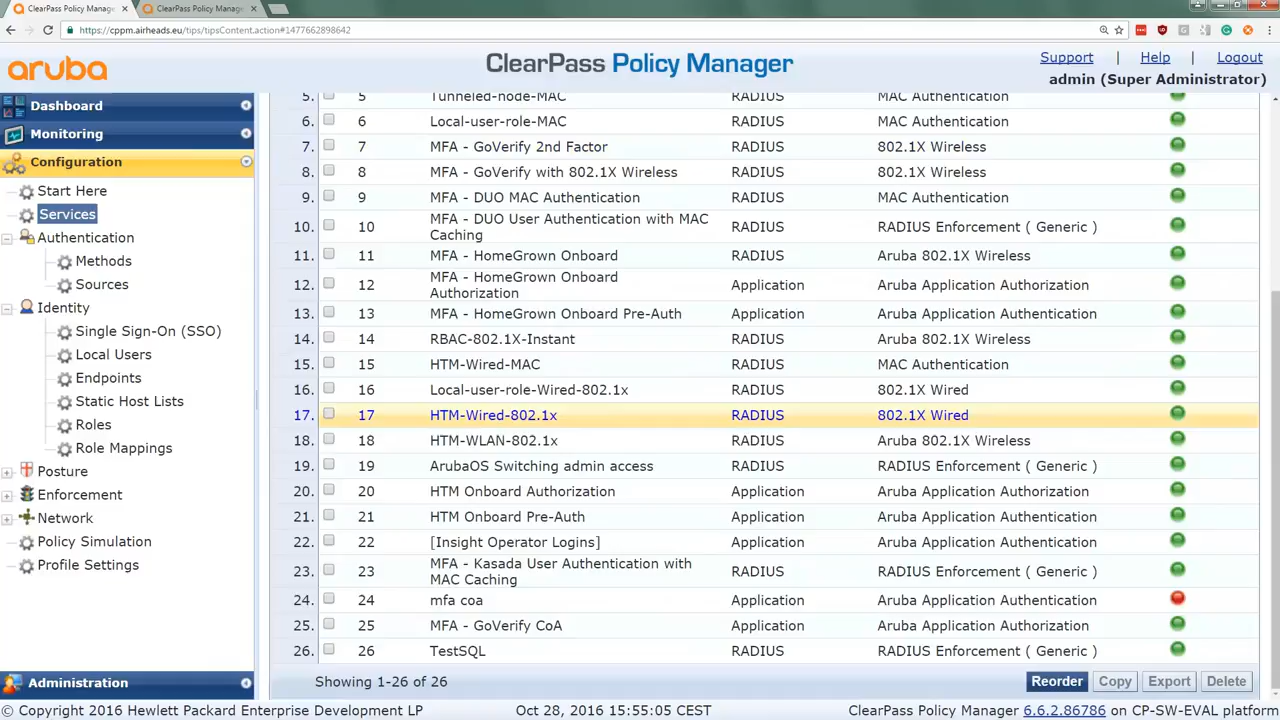 ClearPass Policy Manage
ClearPass Policy Manage
https://cppm.airheads.eu/tips/tipsContent.action#1477662898642
aruba
ClearPass Policy Manager
Support | Help | Logout
admin (Super Administrator)
Dashboard
Monitoring
Configuration
Start Here
Services
Authentication
Methods
Sources
Identity
Single Sign-On (SSO)
Local Users
Endpoints
Static Host Lists
Roles
Role Mappings
Posture
Enforcement
Network
Policy Simulation
Profile Settings
Administration
5. 5 Tunneled-node-MAC RADIUS MAC Authentication
6. 6 Local-user-role-MAC RADIUS MAC Authentication
7. 7 MFA - GoVerify 2nd Factor RADIUS 802.1X Wireless
8. 8 MFA - GoVerify with 802.1X Wireless RADIUS 802.1X Wireless
9. 9 MFA - DUO MAC Authentication RADIUS MAC Authentication
10. 10 MFA - DUO User Authentication with MAC RADIUS RADIUS Enforcement ( Generic )
Caching
11. 11 MFA - HomeGrown Onboard RADIUS Aruba 802.1X Wireless
12. 12 MFA - HomeGrown Onboard Application Aruba Application Authorization
Authorization
13. 13 MFA - HomeGrown Onboard Pre-Auth Application Aruba Application Authentication
14. 14 RBAC-802.1X-Instant RADIUS Aruba 802.1X Wireless
15. 15 HTM-Wired-MAC RADIUS MAC Authentication
16. 16 Local-user-role-Wired-802.1x RADIUS 802.1X Wired
17. 17 HTM-Wired-802.1x RADIUS 802.1X Wired
18. 18 HTM-WLAN-802.1x RADIUS Aruba 802.1X Wireless
19. 19 ArubaOS Switching admin access RADIUS RADIUS Enforcement ( Generic )
20. 20 HTM Onboard Authorization Application Aruba Application Authorization
21. 21 HTM Onboard Pre-Auth Application Aruba Application Authentication
22. 22 [Insight Operator Logins] Application Aruba Application Authentication
23. 23 MFA - Kasada User Authentication with RADIUS RADIUS Enforcement ( Generic )
MAC Caching
24. 24 mfa coa Application Aruba Application Authentication
25. 25 MFA - GoVerify CoA Application Aruba Application Authorization
26. 26 TestSQL RADIUS RADIUS Enforcement ( Generic )
Showing 1-26 of 26
Reorder Copy Export Delete
© Copyright 2016 Hewlett Packard Enterprise Development LP Oct 28, 2016 15:55:05 CEST ClearPass Policy Manager 6.6.2.86786 on CP-SW-EVAL platform